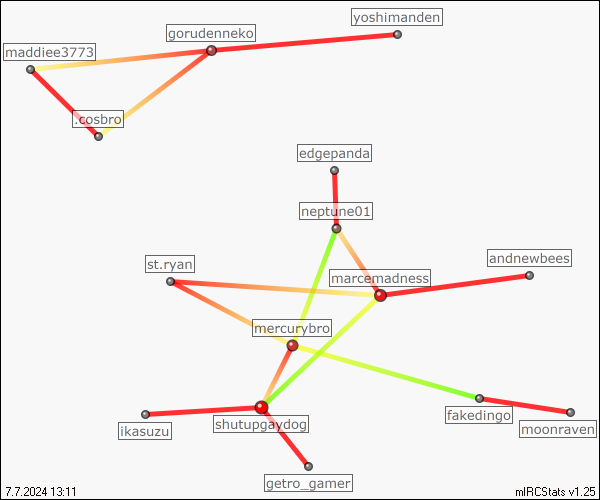 yoshimanden
gorudenneko
maddiee3773
.cosbro
edgepanda
neptune01
andnewbees
st.ryan
marcemadness
mercurybro
fakedingo
shutupgaydog
moonraven
ikasuzu
getro_gamer
7.7.2024 13:11
mIRCStats v1.25